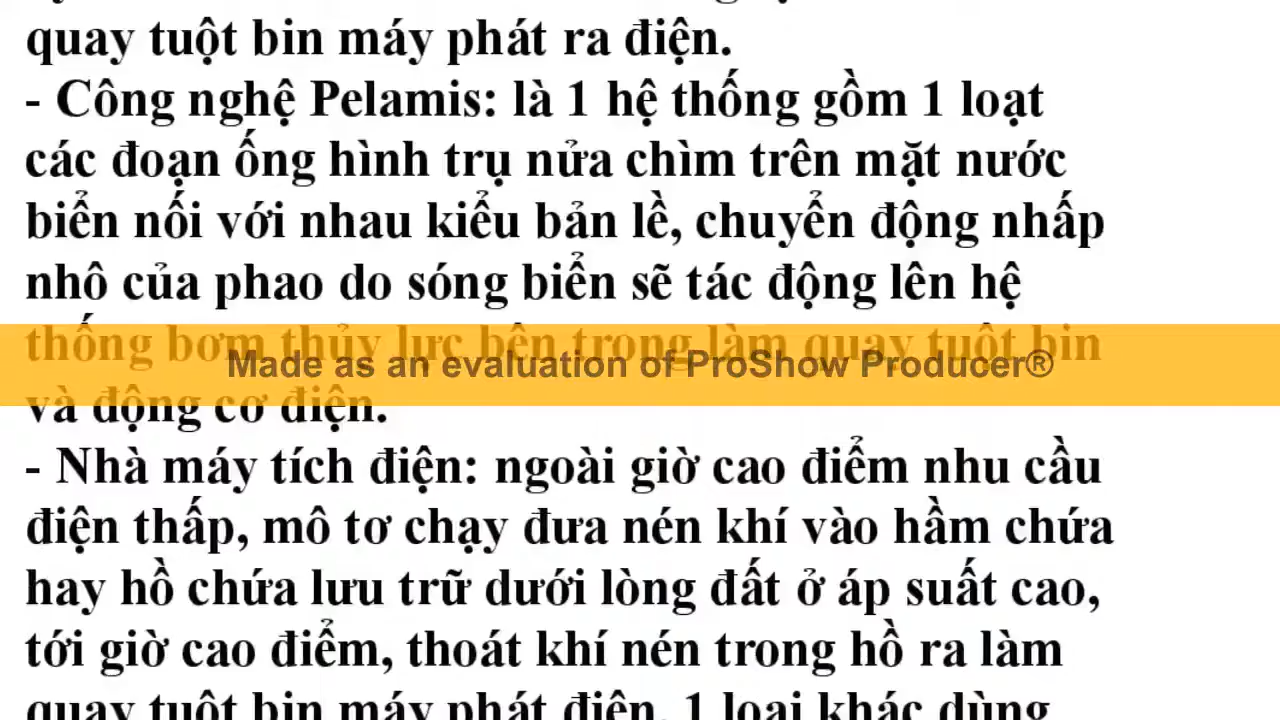 quay tuột bin máy phát ra điện.
- Công nghệ Pelamis: là 1 hệ thống gồm 1 loạt
các đoạn ống hình trụ nửa chìm trên mặt nước
biển nối với nhau kiểu bản lề, chuyển động nhấp
nhô của phao do sóng biển sẽ tác động lên hệ
thống bơm thủy lực bên trong làm quay tuột bin
Made as an evaluation of ProShow Producer®
và động cơ điện.
- Nhà máy tích điện: ngoài giờ cao điểm nhu cầu
điện thấp, mô tơ chạy đưa nén khí vào hầm chứa
hay hồ chứa lưu trữ dưới lòng đất ở áp suất cao,
tới giờ cao điểm, thoát khí nén trong hồ ra làm
quay tuột bin máy phát điện. 1 loại khác dùng